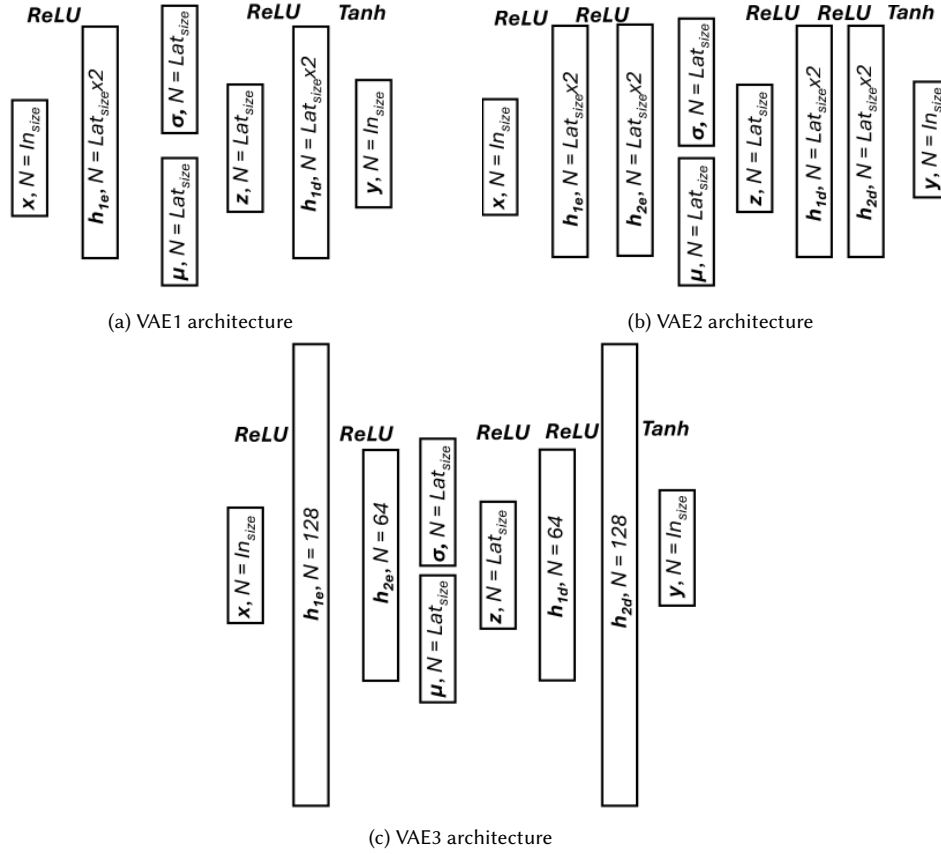 ReLU
ReLU
Tanh
x, N = In_size
h_1e, N = Lat_size x2
σ, N = Lat_size
μ, N = Lat_size
z, N = Lat_size
h_1d, N = Lat_size x2
y, N = In_size
(a) VAE1 architecture
ReLU
ReLU
ReLU
ReLU
Tanh
x, N = In_size
h_1e, N = Lat_size x2
h_2e, N = Lat_size x2
σ, N = Lat_size
μ, N = Lat_size
z, N = Lat_size
h_1d, N = Lat_size x2
h_2d, N = Lat_size x2
y, N = In_size
(b) VAE2 architecture
ReLU
ReLU
ReLU
ReLU
Tanh
x, N = In_size
h_1e, N = 128
h_2e, N = 64
σ, N = Lat_size
μ, N = Lat_size
z, N = Lat_size
h_1d, N = 64
h_2d, N = 128
y, N = In_size
(c) VAE3 architecture